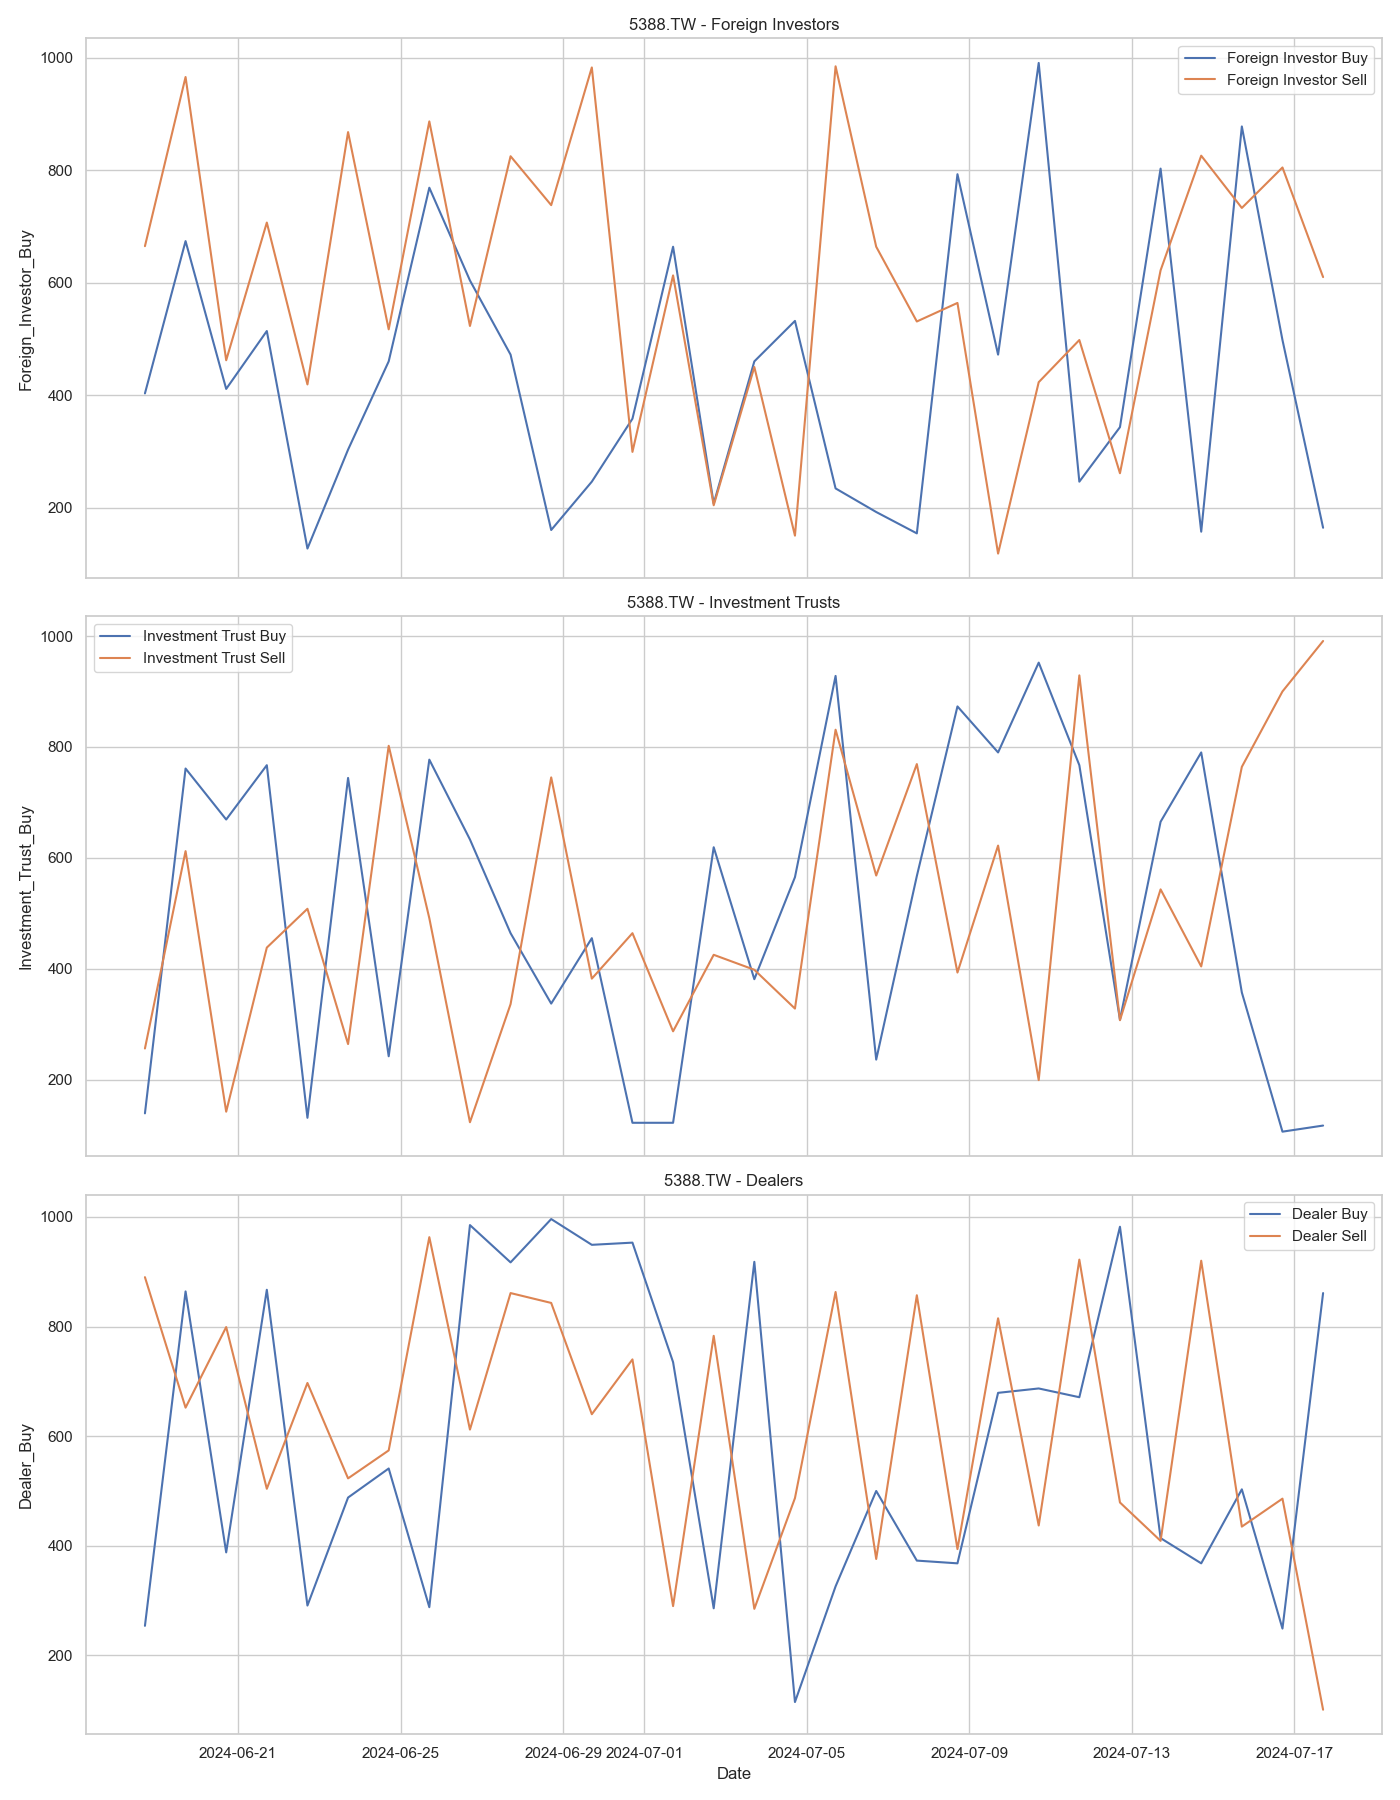 5388.TW - Foreign Investors
Foreign_Investor_Buy
1000
800
600
400
200
Foreign Investor Buy
Foreign Investor Sell
5388.TW - Investment Trusts
Investment_Trust_Buy
1000
800
600
400
200
Investment Trust Buy
Investment Trust Sell
5388.TW - Dealers
Dealer_Buy
1000
800
600
400
200
Dealer Buy
Dealer Sell
2024-06-21 2024-06-25 2024-06-29 2024-07-01 2024-07-05 2024-07-09 2024-07-13 2024-07-17
Date